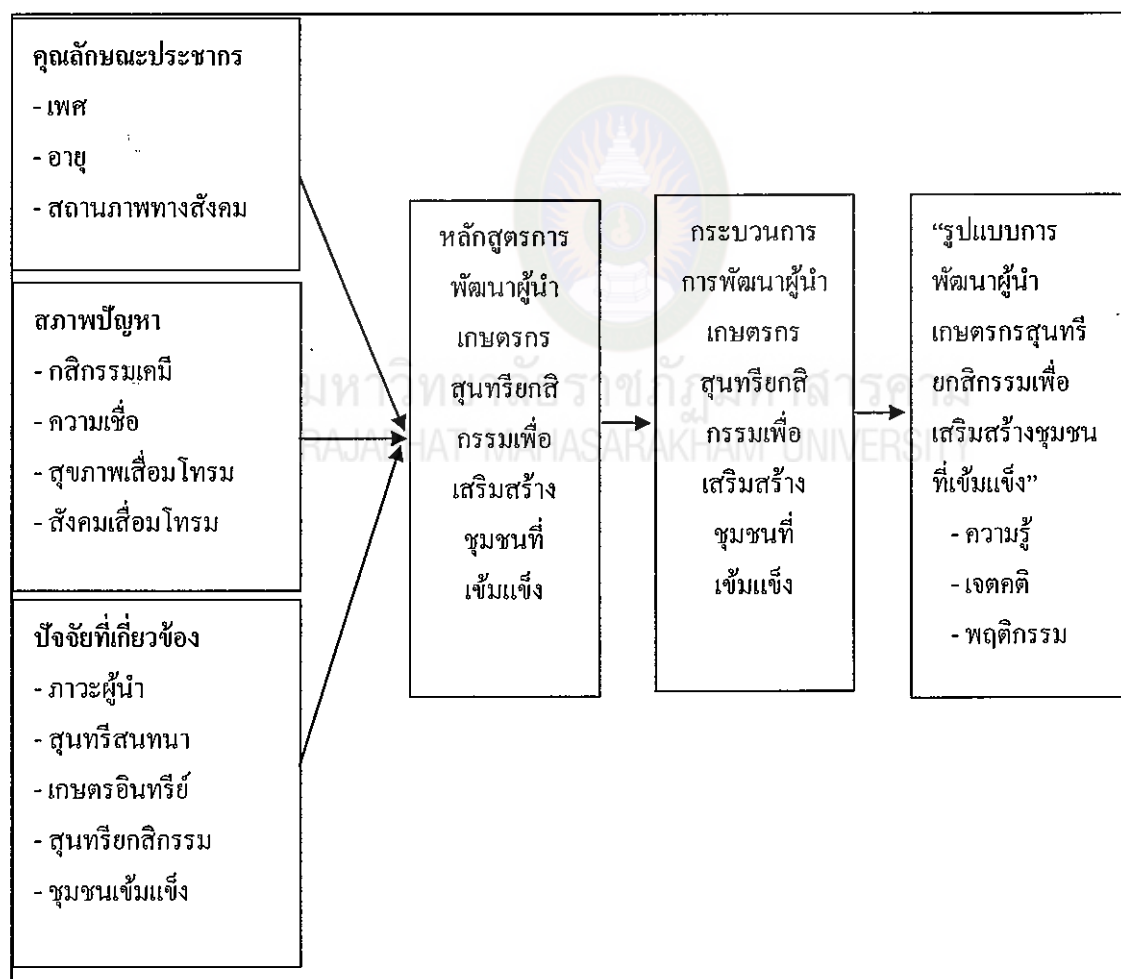 คุณลักษณะประชากร
- เพศ
- อายุ
- สถานภาพทางสังคม
สภาพปัญหา
- กสิกรรมเคมี
- ความเชื่อ
- สุขภาพเสื่อมโทรม
- สังคมเสื่อมโทรม
ปัจจัยที่เกี่ยวข้อง
- ภาวะผู้นำ
- สุนทรีสนทนา
- เกษตรอินทรีย์
- สุนทรียกสิกรรม
- ชุมชนเข้มแข็ง
หลักสูตรการ
พัฒนาผู้นำ
เกษตรกร
สุนทรียกสิ
กรรมเพื่อ
เสริมสร้าง
ชุมชนที่
เข้มแข็ง
กระบวนการ
การพัฒนาผู้นำ
เกษตรกร
สุนทรียกสิ
กรรมเพื่อ
เสริมสร้าง
ชุมชนที่
เข้มแข็ง
“รูปแบบการ
พัฒนาผู้นำ
เกษตรกรสุนทรี
ยกสิกรรมเพื่อ
เสริมสร้างชุมชน
ที่เข้มแข็ง”
- ความรู้
- เจตคติ
- พฤติกรรม
มหาวิทยาลัยราชภัฏมหาสารคาม
RAJABHAT MAHASARAKHAM UNIVERSITY